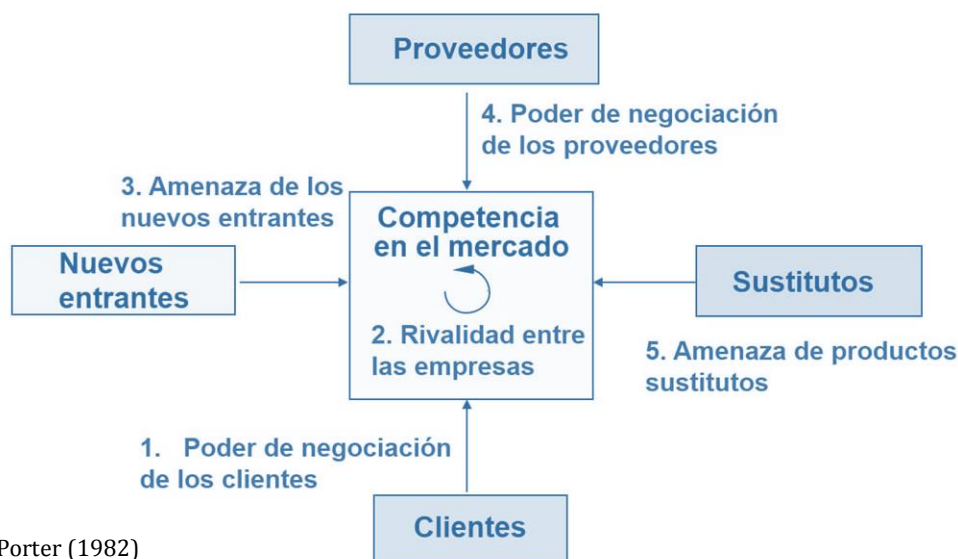 Proveedores
4. Poder de negociación
de los proveedores
3. Amenaza de los
nuevos entrantes
Competencia
en el mercado
Nuevos
entrantes
Sustitutos
2. Rivalidad entre
las empresas
5. Amenaza de productos
sustitutos
1. Poder de negociación
de los clientes
Clientes
Porter (1982)